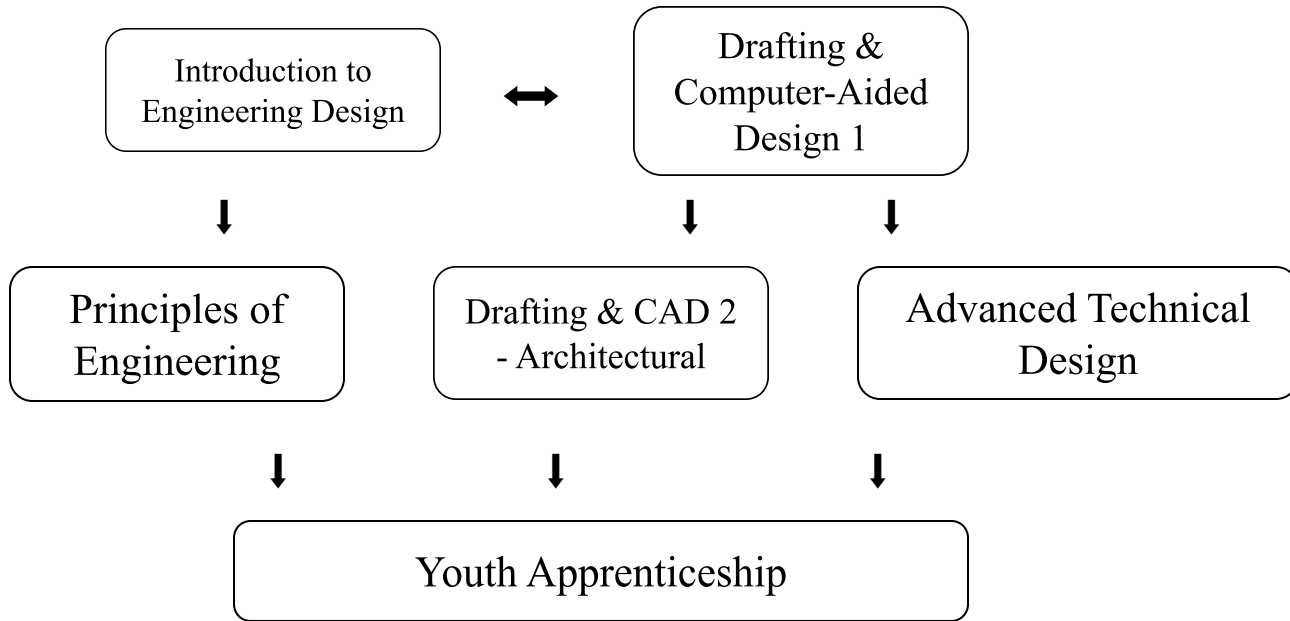 Introduction to
Engineering Design
Drafting &
Computer-Aided
Design 1
Principles of
Engineering
Drafting & CAD 2
- Architectural
Advanced Technical
Design
Youth Apprenticeship